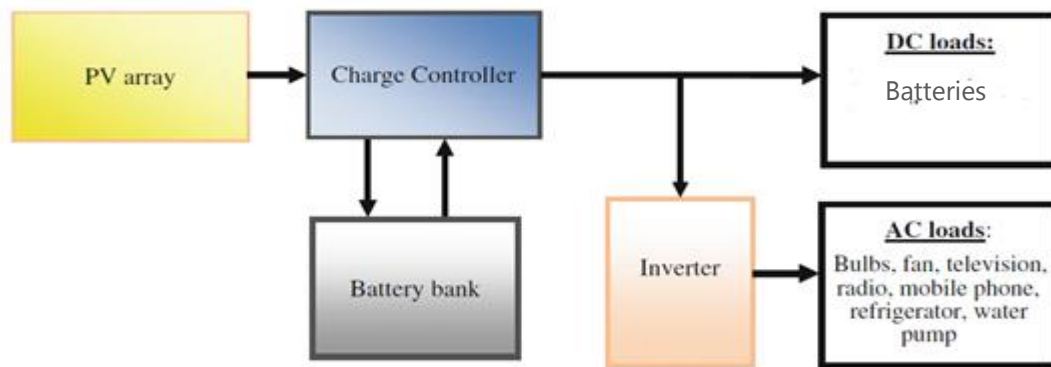 PV array
Charge Controller
DC loads:
Batteries
Battery bank
Inverter
AC loads:
Bulbs, fan, television,
radio, mobile phone,
refrigerator, water
pump